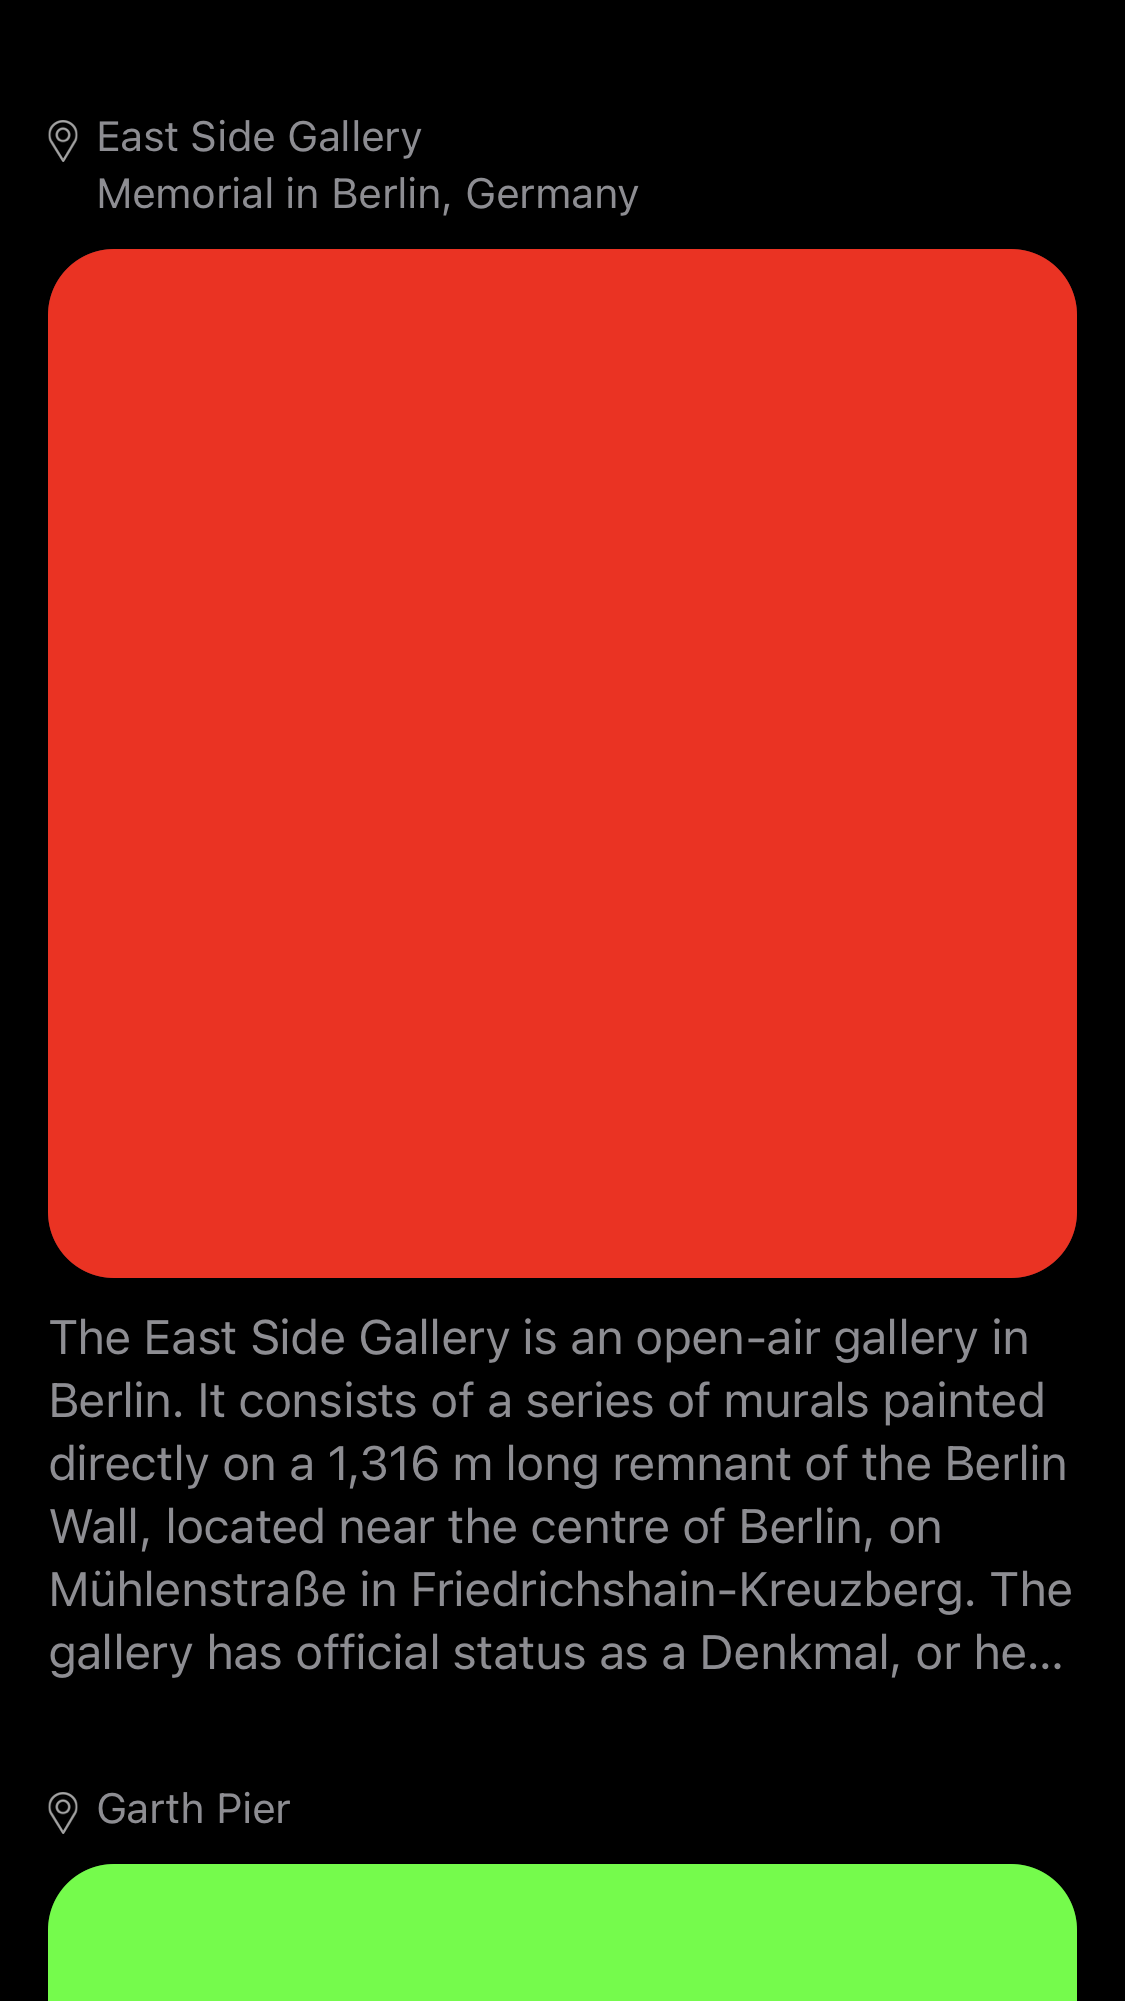 East Side Gallery
Memorial in Berlin, Germany
The East Side Gallery is an open-air gallery in
Berlin. It consists of a series of murals painted
directly on a 1,316 m long remnant of the Berlin
Wall, located near the centre of Berlin, on
Mühlenstraße in Friedrichshain-Kreuzberg. The
gallery has official status as a Denkmal, or he...
Garth Pier